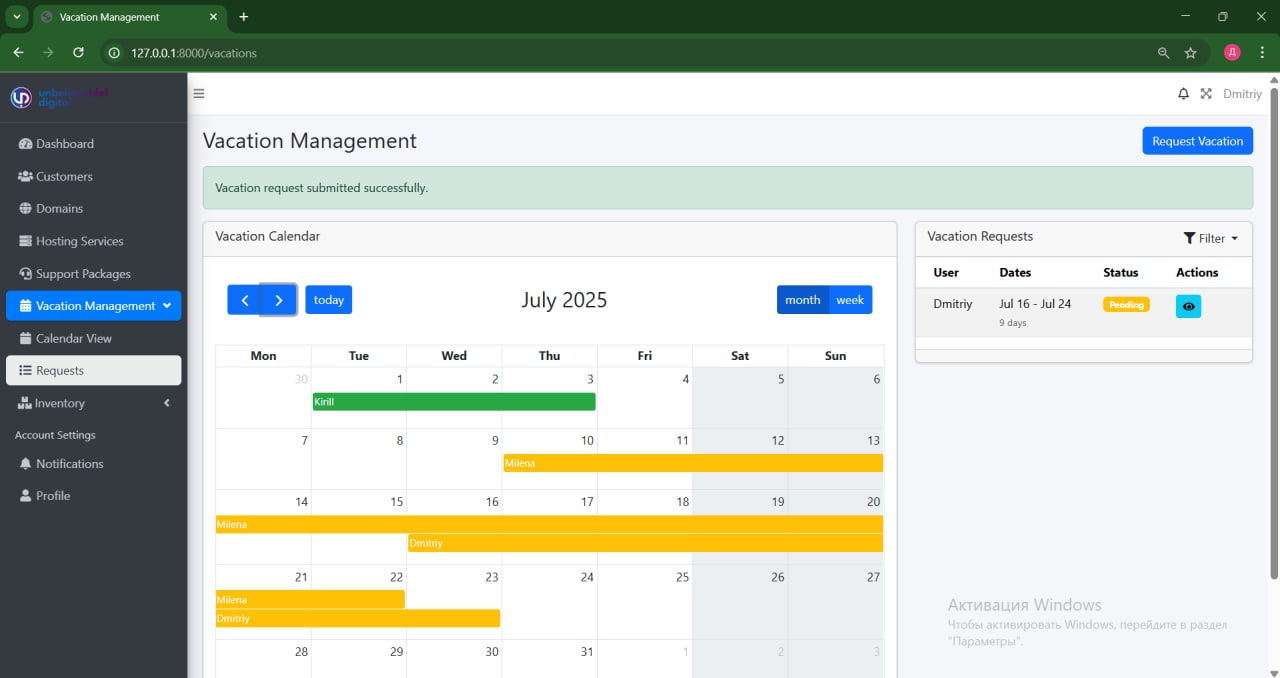 Vacation Management
127.0.0.1:8000/vacations
Д
digital
Dmitriy
Dashboard
Customers
Domains
Hosting Services
Support Packages
Vacation Management
Calendar View
Requests
Inventory
Account Settings
Notifications
Profile
Vacation Management
Request Vacation
Vacation request submitted successfully.
Vacation Calendar
today
July 2025
month week
Mon Tue Wed Thu Fri Sat Sun
30 1 2 3 4 5 6
Kirill
7 8 9 10 11 12 13
Milena
14 15 16 17 18 19 20
Milena
Dmitriy
21 22 23 24 25 26 27
Milena
Dmitriy
28 29 30 31 1 2 3
Vacation Requests
Filter
User Dates Status Actions
Dmitriy Jul 16 - Jul 24 Pending
9 days
Активация Windows
Чтобы активировать Windows, перейдите в раздел
"Параметры".